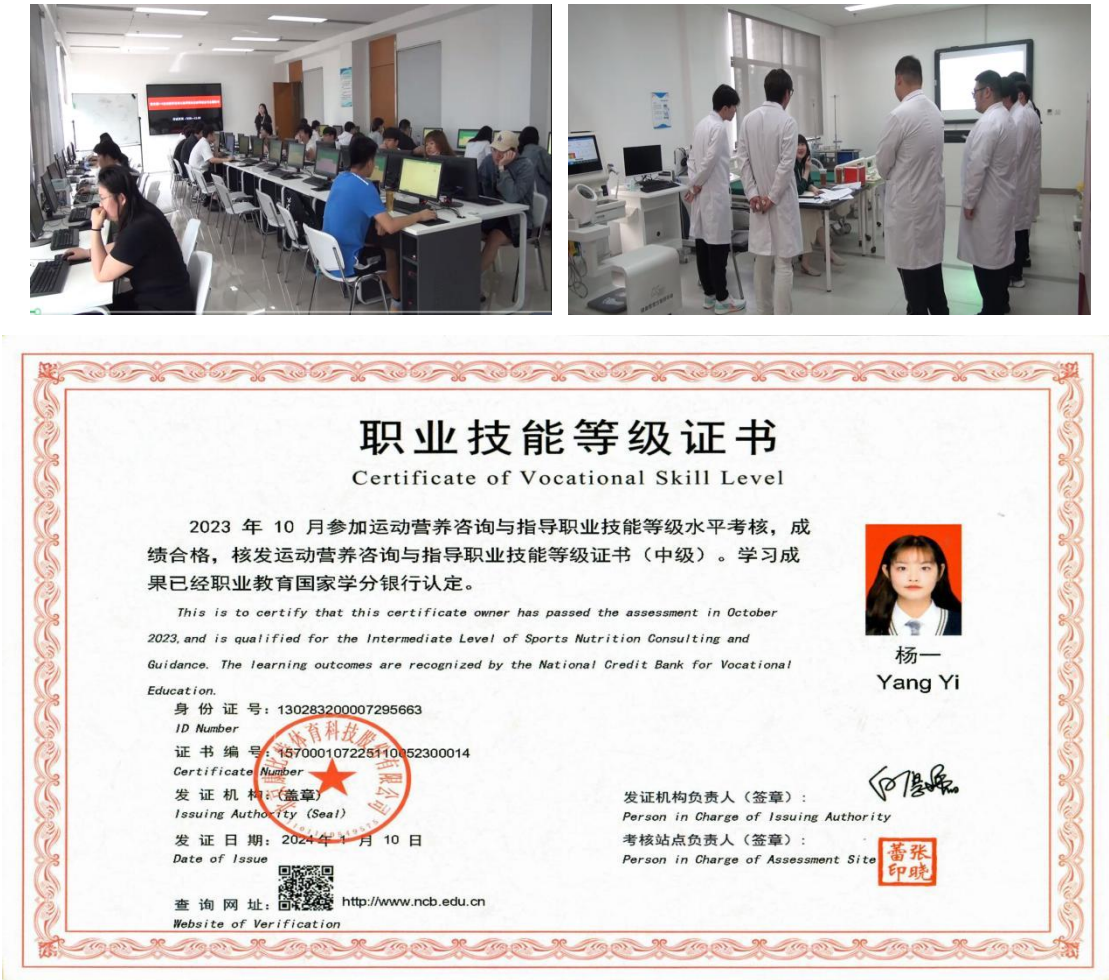 职业技能等级证书
Certificate of Vocational Skill Level
2023 年 10 月参加运动营养咨询与指导职业技能等级水平考核，成
绩合格，核发运动营养咨询与指导职业技能等级证书（中级）。学习成
果已经职业教育国家学分银行认定。
This is to certify that this certificate owner has passed the assessment in October
2023, and is qualified for the Intermediate Level of Sports Nutrition Consulting and
Guidance. The learning outcomes are recognized by the National Credit Bank for Vocational
Education.
杨一
Yang Yi
身 份 证 号：130283200007295663
ID Number
证 书 编 号：157000107225110052300014
Certificate Number
发 证 机 构：（盖章）
Issuing Authority (Seal)
发 证 日 期：2024 年 1 月 10 日
Date of Issue
查 询 网 址： http://www.ncb.edu.cn
Website of Verification
发证机构负责人（签章）：
Person in Charge of Issuing Authority
考核站点负责人（签章）：
Person in Charge of Assessment Site
张晓
蕾印